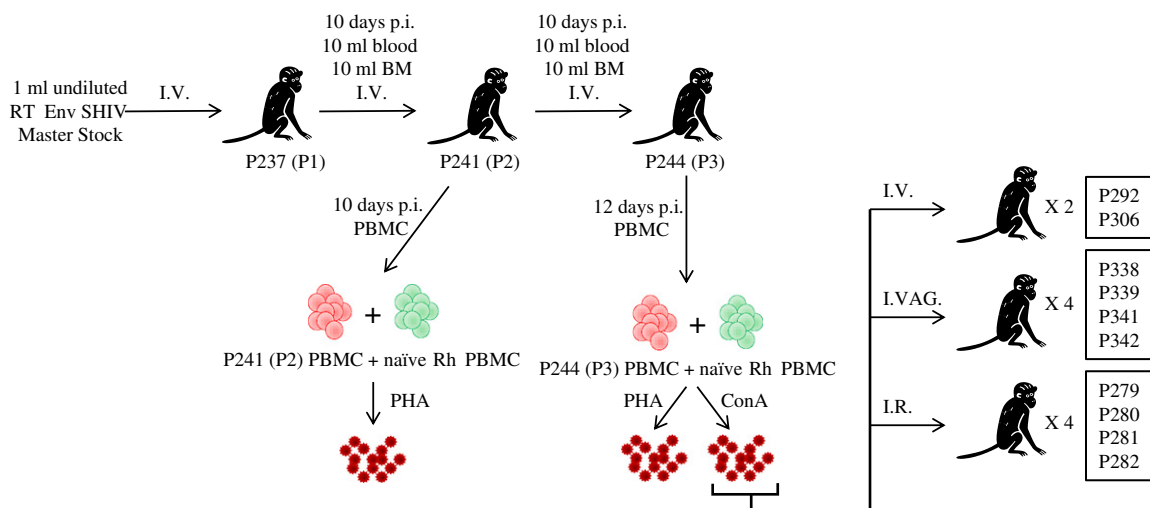 1 ml undiluted
RT Env SHIV
Master Stock
I.V.
P237 (P1)
10 days p.i.
10 ml blood
10 ml BM
I.V.
P241 (P2)
10 days p.i.
10 ml blood
10 ml BM
I.V.
P244 (P3)
10 days p.i.
PBMC
+
P241 (P2) PBMC + naïve Rh PBMC
PHA
12 days p.i.
PBMC
+
P244 (P3) PBMC + naïve Rh PBMC
PHA
ConA
I.V.
X 2
P292
P306
I.VAG.
X 4
P338
P339
P341
P342
I.R.
X 4
P279
P280
P281
P282